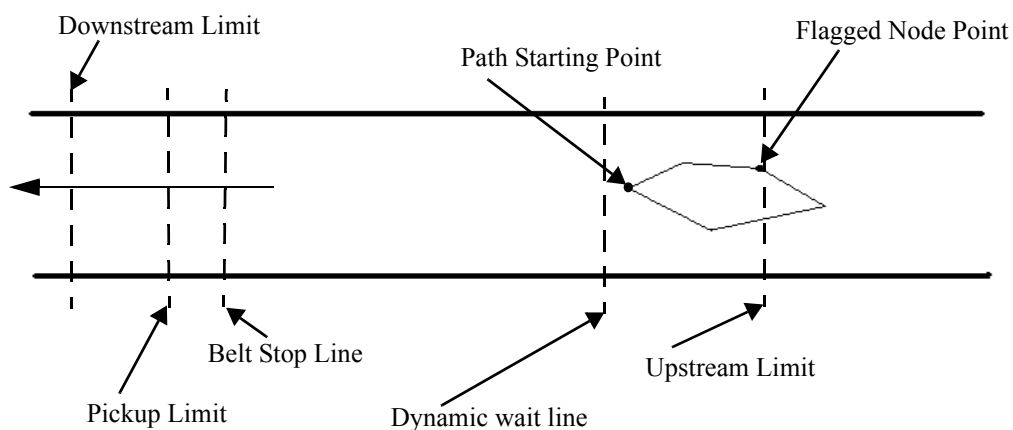 Downstream Limit
Flagged Node Point
Path Starting Point
Belt Stop Line
Upstream Limit
Pickup Limit
Dynamic wait line